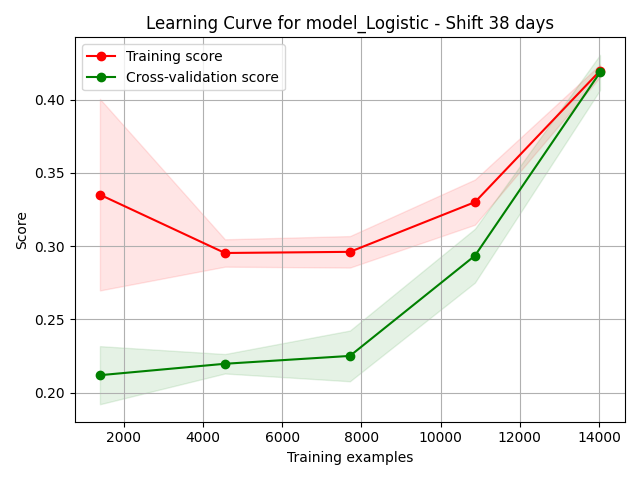 Learning Curve for model_Logistic - Shift 38 days
Training score
Cross-validation score
0.40
0.35
0.30
0.25
0.20
Score
2000 4000 6000 8000 10000 12000 14000
Training examples